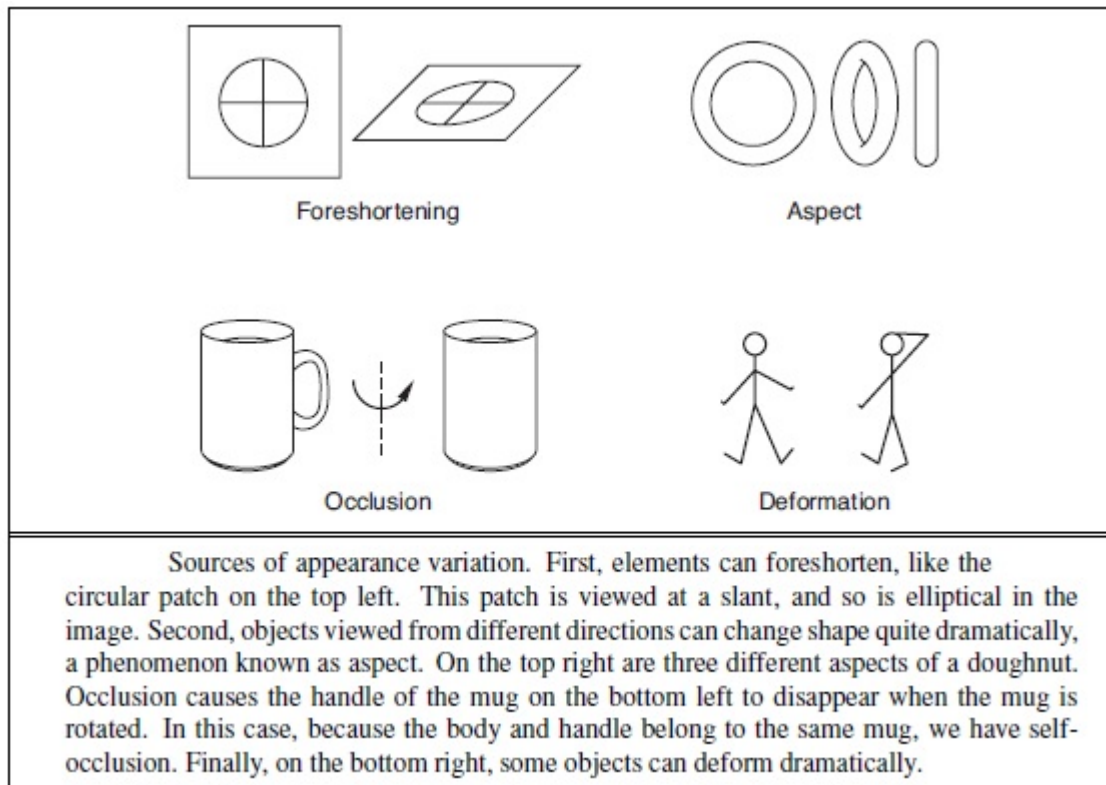 Foreshortening
Aspect
Occlusion
Deformation
Sources of appearance variation. First, elements can foreshorten, like the
circular patch on the top left. This patch is viewed at a slant, and so is elliptical in the
image. Second, objects viewed from different directions can change shape quite dramatically,
a phenomenon known as aspect. On the top right are three different aspects of a doughnut.
Occlusion causes the handle of the mug on the bottom left to disappear when the mug is
rotated. In this case, because the body and handle belong to the same mug, we have self-
occlusion. Finally, on the bottom right, some objects can deform dramatically.